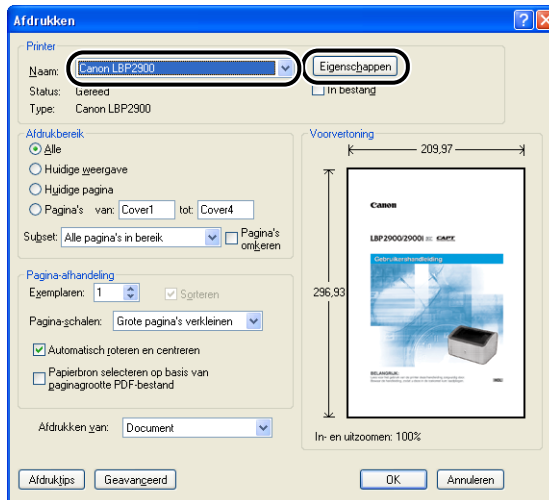 Afdrukken
Printer
Naam: Canon LBP2900 Eigenschappen
Status: Gereed In bestand
Type: Canon LBP2900
Afdrukbereik
Alle
Huidige weergave
Huidige pagina
Pagina's van: Cover1 tot: Cover4
Subset: Alle pagina's in bereik Pagina's omkeren
Pagina-afhandeling
Exemplaren: 1 Sorteren
Pagina-schalen: Grote pagina's verkleinen
Automatisch roteren en centreren
Papierbron selecteren op basis van
paginagrootte PDF-bestand
Afdrukken van: Document
Voorvertoning
209,97
296,93
Canon
LBP2900/2900i CAPT
Gebruikershandleiding
BELANGRIJK:
In- en uitzoomen: 100%
Afdruktips Geavanceerd OK Annuleren